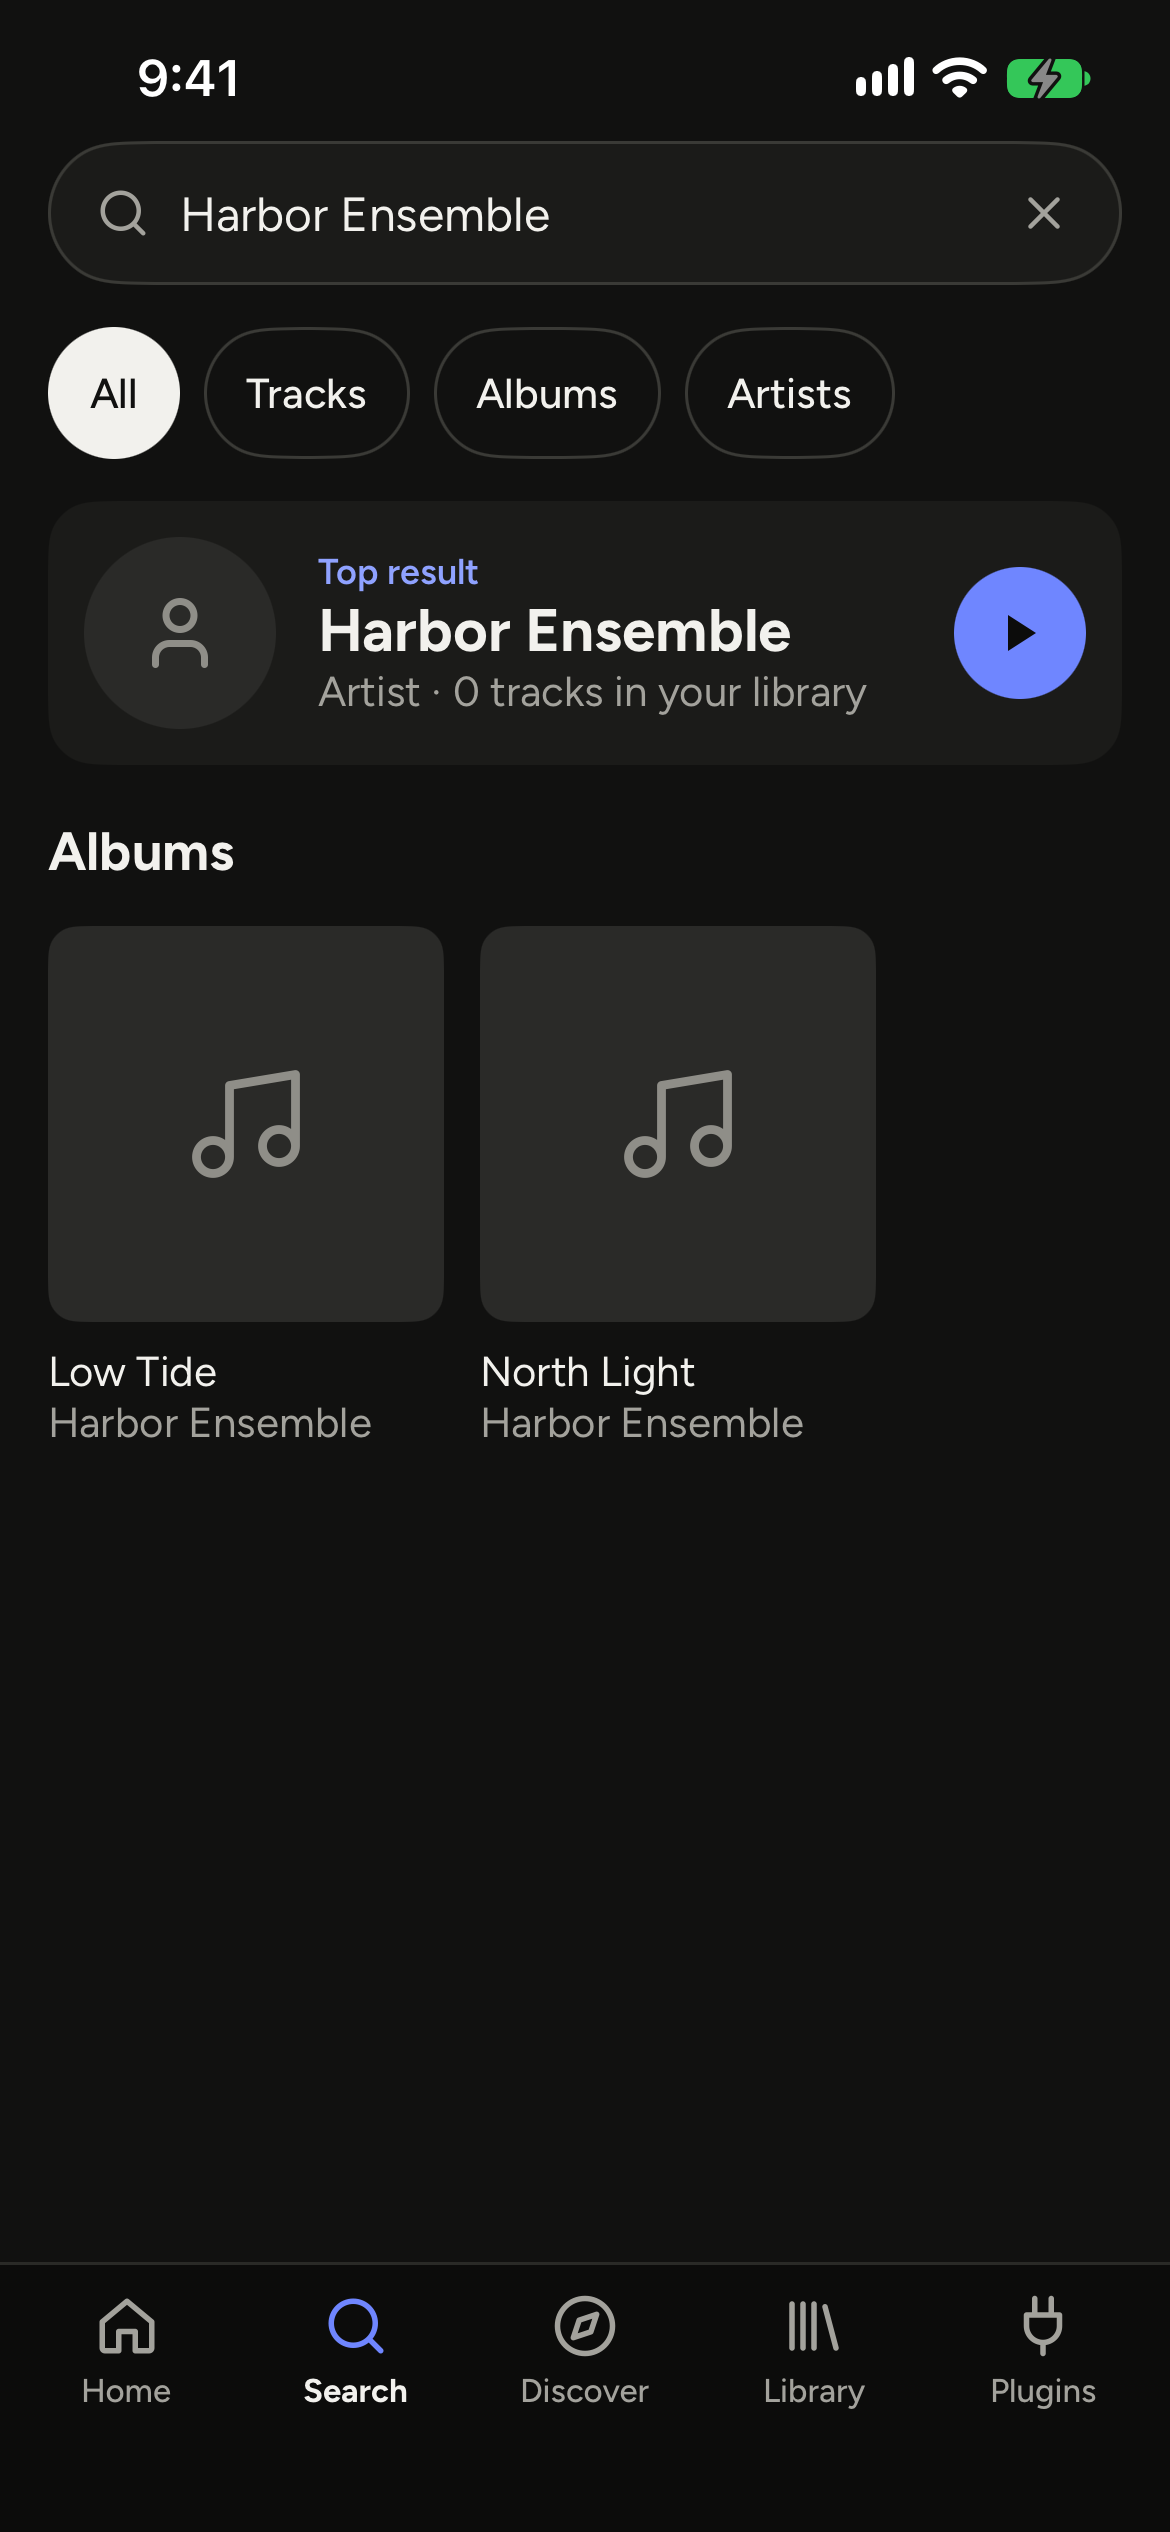 9:41
Harbor Ensemble
All
Tracks
Albums
Artists
Top result
Harbor Ensemble
Artist · 0 tracks in your library
Albums
Low Tide
Harbor Ensemble
North Light
Harbor Ensemble
Home
Search
Discover
Library
Plugins